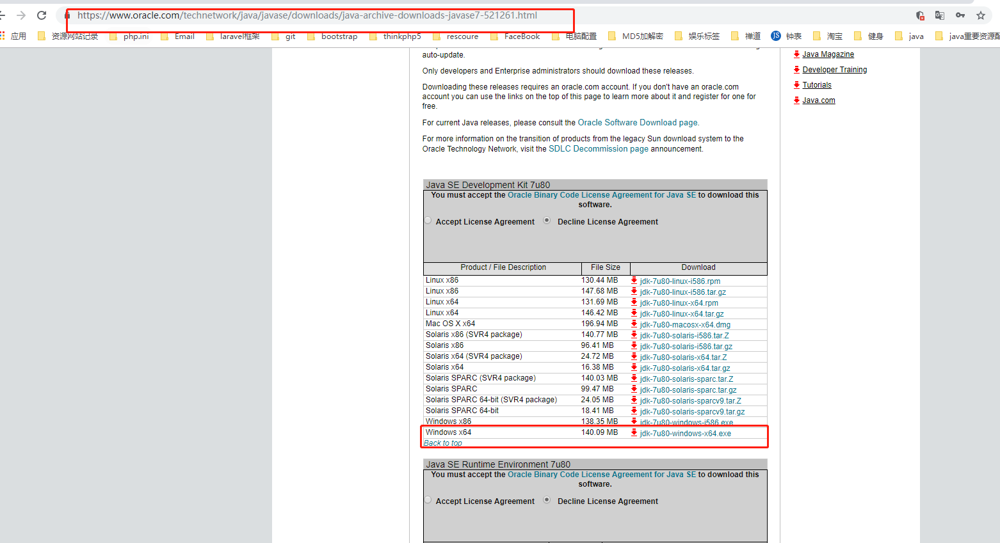 https://www.oracle.com/technetwork/java/javase/downloads/java-archive-downloads-javase7-521261.html
应用 资源网站记录 php.ini Email laravel框架 git bootstrap thinkphp5 rescoure FaceBook 电脑配置 MD5加解密 娱乐标签 禅道 JS 钟表 淘宝 健身 java java重要资源配
auto-update.
Only developers and Enterprise administrators should download these releases.
Downloading these releases requires an oracle.com account. If you don't have an oracle.com
account you can use the links on the top of this page to learn more about it and register for one for
free.
For current Java releases, please consult the Oracle Software Download page.
For more information on the transition of products from the legacy Sun download system to the
Oracle Technology Network, visit the SDLC Decommission page announcement.
Java Magazine
Developer Training
Tutorials
Java.com
Java SE Development Kit 7u80
You must accept the Oracle Binary Code License Agreement for Java SE to download this
software.
Accept License Agreement Decline License Agreement
Product / File Description File Size Download
Linux x86 130.44 MB jdk-7u80-linux-i586.rpm
Linux x86 147.68 MB jdk-7u80-linux-i586.tar.gz
Linux x64 131.69 MB jdk-7u80-linux-x64.rpm
Linux x64 146.42 MB jdk-7u80-linux-x64.tar.gz
Mac OS X x64 196.94 MB jdk-7u80-macosx-x64.dmg
Solaris x86 (SVR4 package) 140.77 MB jdk-7u80-solaris-i586.tar.Z
Solaris x86 96.41 MB jdk-7u80-solaris-i586.tar.gz
Solaris x64 (SVR4 package) 24.72 MB jdk-7u80-solaris-x64.tar.Z
Solaris x64 16.38 MB jdk-7u80-solaris-x64.tar.gz
Solaris SPARC (SVR4 package) 140.03 MB jdk-7u80-solaris-sparc.tar.Z
Solaris SPARC 99.47 MB jdk-7u80-solaris-sparc.tar.gz
Solaris SPARC 64-bit (SVR4 package) 24.05 MB jdk-7u80-solaris-sparcv9.tar.Z
Solaris SPARC 64-bit 18.41 MB jdk-7u80-solaris-sparcv9.tar.gz
Windows x86 138.35 MB jdk-7u80-windows-i586.exe
Windows x64 140.09 MB jdk-7u80-windows-x64.exe
Back to top
Java SE Runtime Environment 7u80
You must accept the Oracle Binary Code License Agreement for Java SE to download this
software.
Accept License Agreement Decline License Agreement